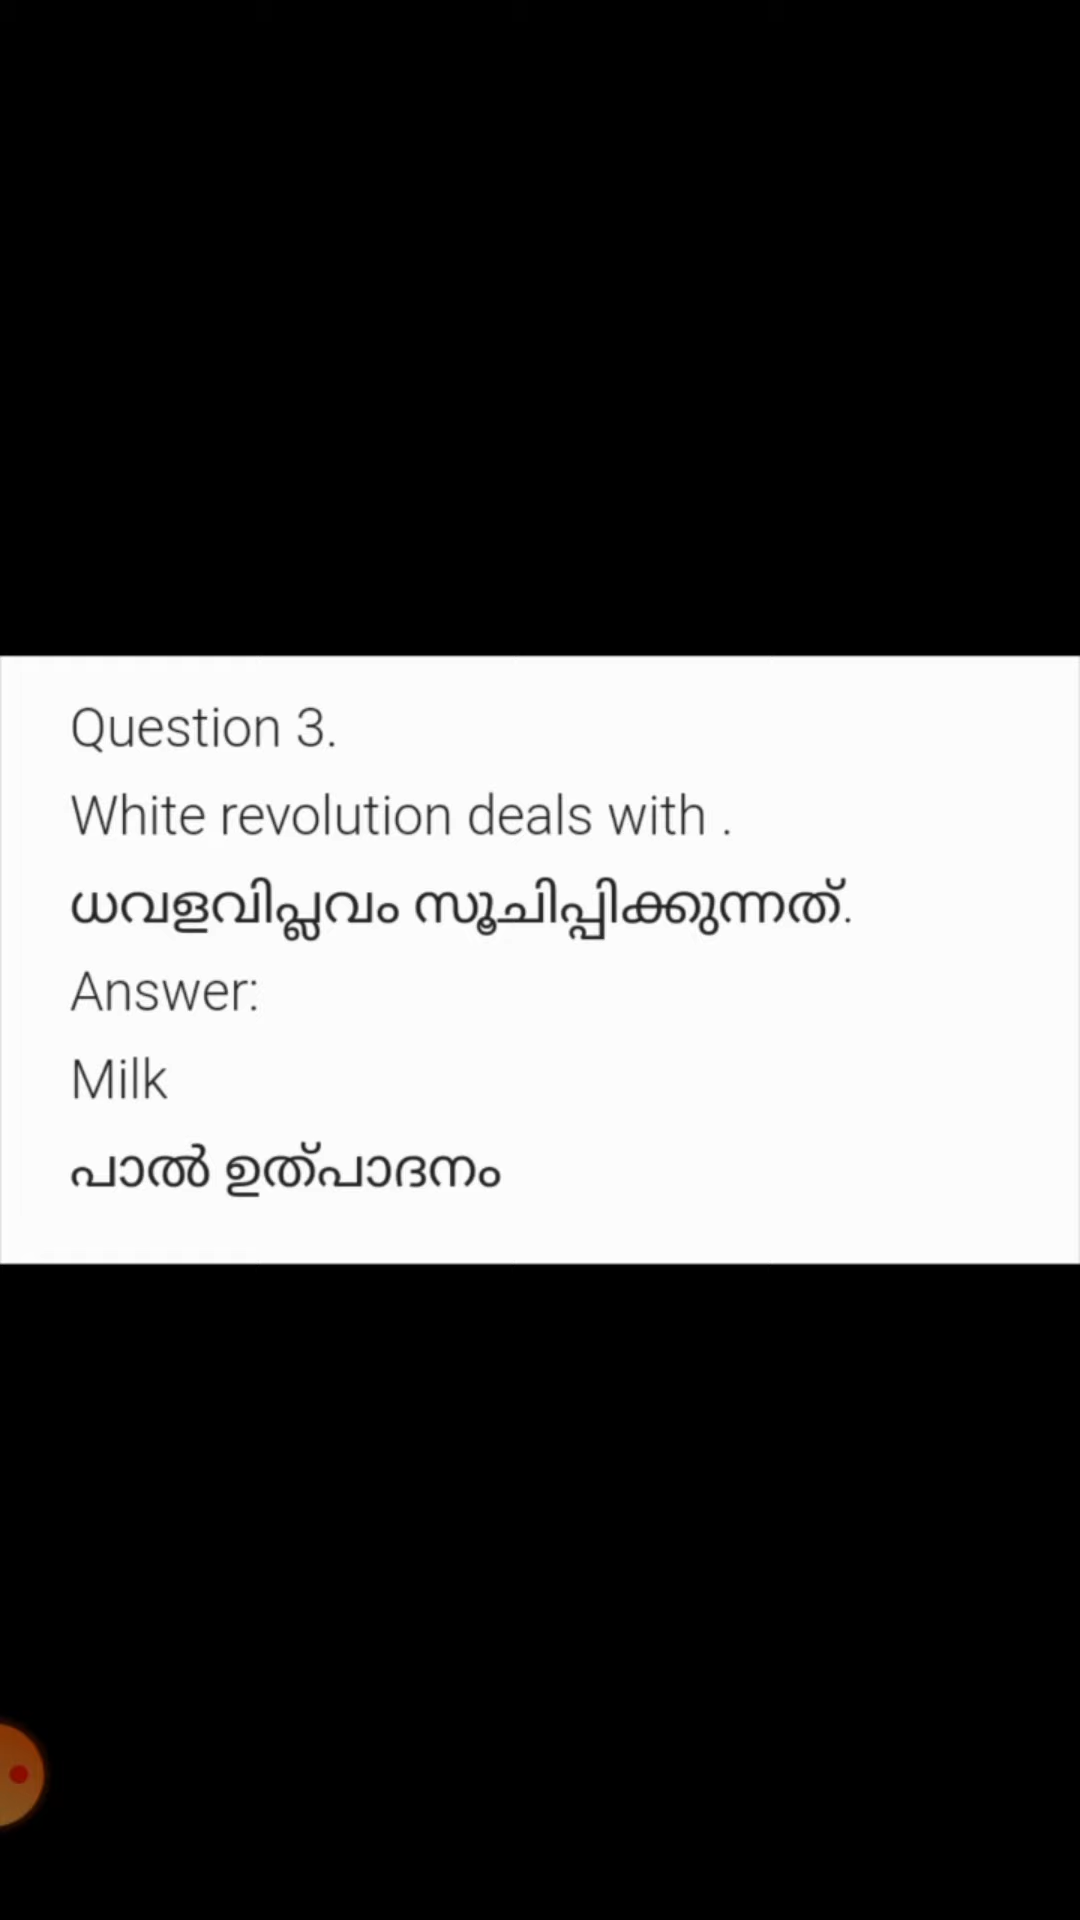 Question 3.
White revolution deals with .
ധവളവിപ്ലവം സൂചിപ്പിക്കുന്നത്.
Answer:
Milk
പാൽ ഉത്പാദനം